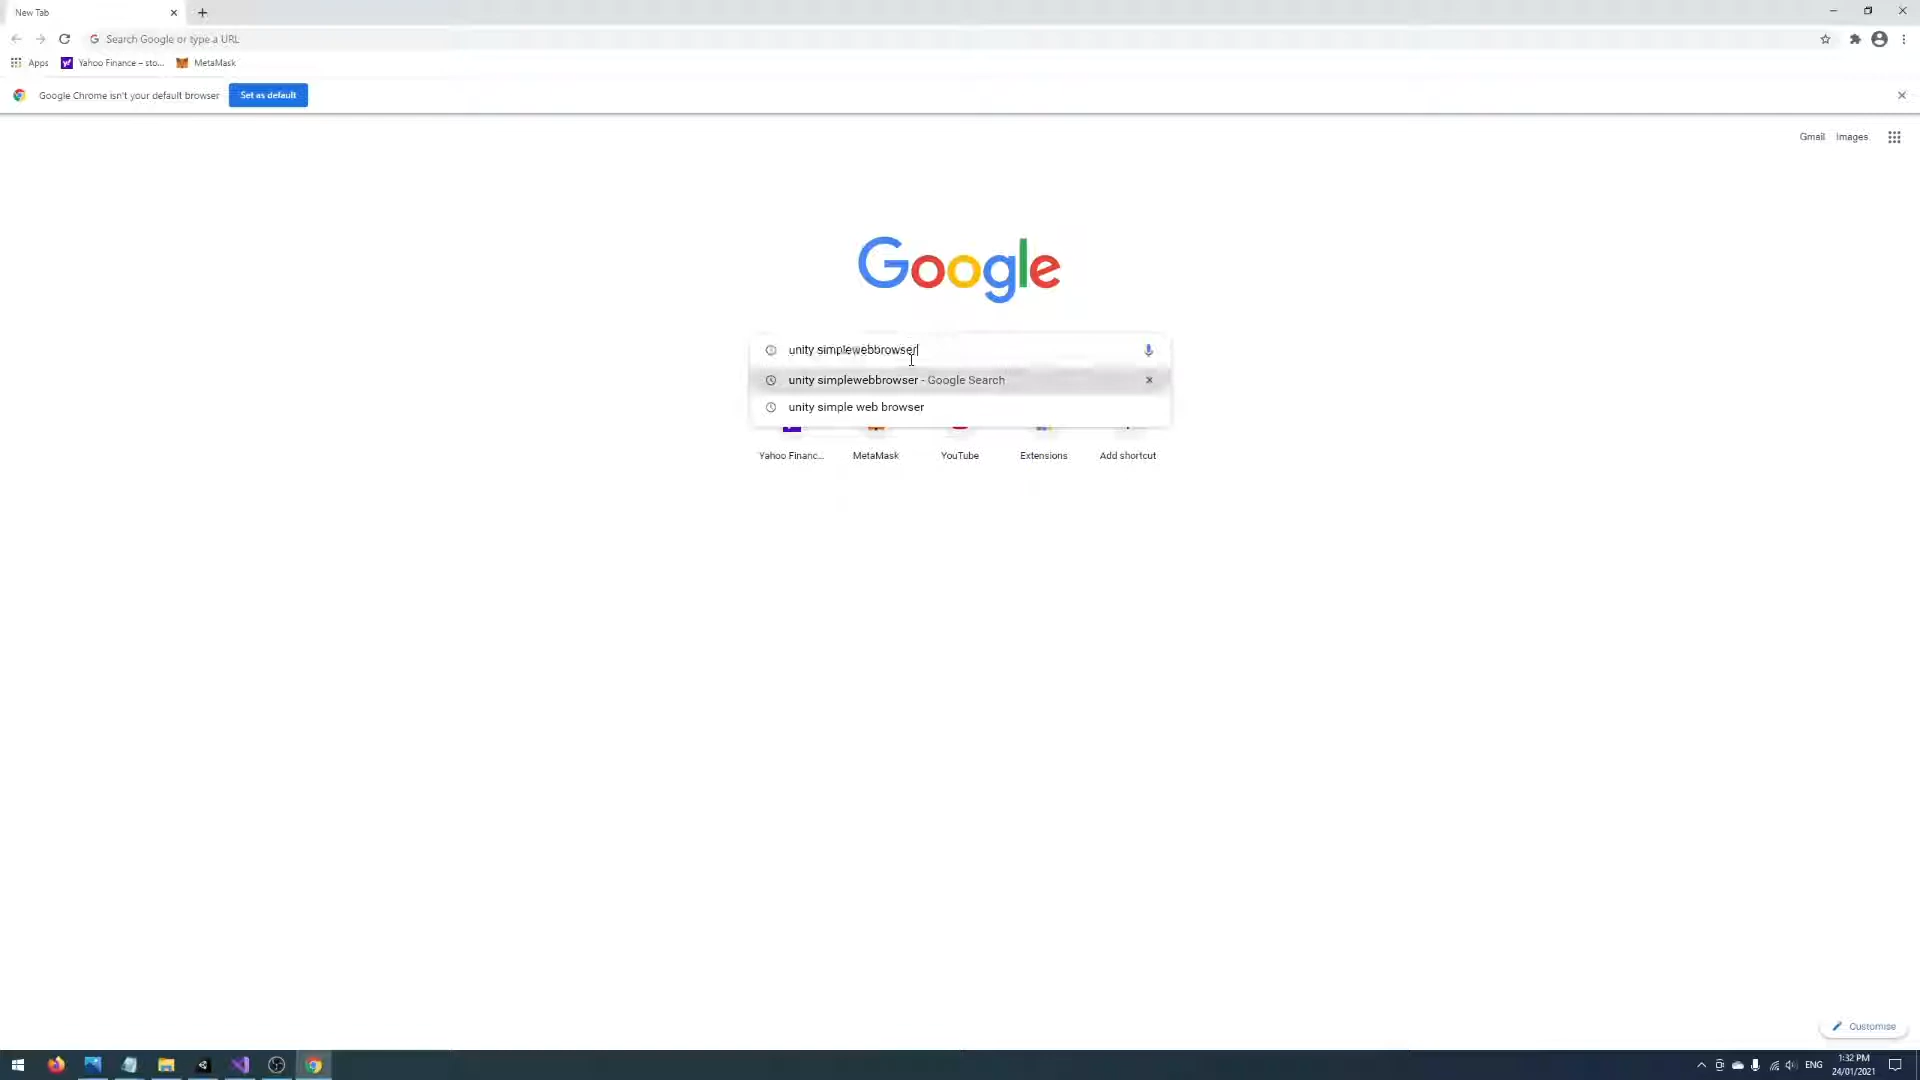 New Tab
Search Google or type a URL
Apps
Yahoo Finance – sto...
MetaMask
Google Chrome isn't your default browser
Set as default
Gmail
Images
Google
unity simplewebbrowser
unity simplewebbrowser - Google Search
unity simple web browser
Yahoo Financ...
MetaMask
YouTube
Extensions
Add shortcut
Customise
ENG
1:32 PM
24/01/2021